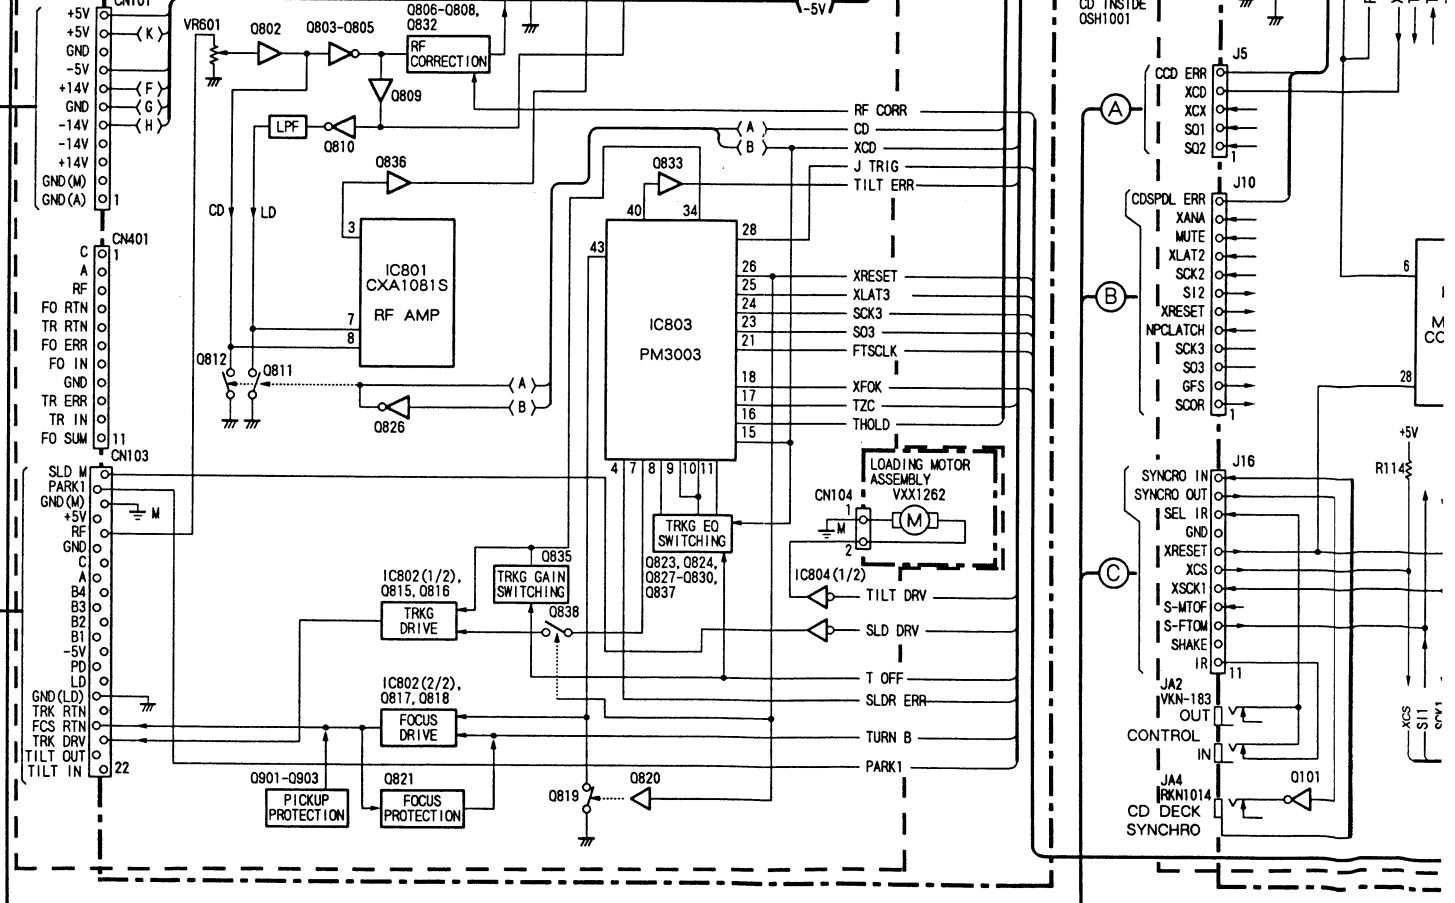 CN101
+5V
+5V
GND
-5V
+14V
GND
-14V
-14V
+14V
GND(M)
GND(A)
1
(K)
(F)
(G)
(H)
VR601
Q802
Q803-Q805
Q806-Q808,
Q832
RF
CORRECTION
Q809
LPF
Q810
Q836
CD
LD
3
IC801
CXA1081S
RF AMP
7
8
Q812
Q811
Q826
(A)
(B)
-5V
(A)
(B)
RF CORR
CD
XCD
J TRIG
TILT ERR
Q833
40
34
43
28
26
25
24
23
21
18
17
16
15
IC803
PM3003
4
7
8
9
10
11
XRESET
XLAT3
SCK3
SO3
FTSCLK
XFOK
TZC
THOLD
CN401
C
1
A
RF
FO RTN
TR RTN
FO ERR
FO IN
GND
TR ERR
TR IN
FO SUM
11
CN103
SLD M
PARK1
GND(M)
M
+5V
RF
GND
C
A
B4
B3
B2
B1
-5V
PD
LD
GND(LD)
TRK RTN
FCS RTN
TRK DRV
TILT OUT
TILT IN
22
IC802(1/2),
Q815, Q816
TRKG
DRIVE
Q835
TRKG GAIN
SWITCHING
Q838
TRKG EQ
SWITCHING
Q823, Q824,
Q827-Q830,
Q837
IC802(2/2),
Q817, Q818
FOCUS
DRIVE
Q901-Q903
PICKUP
PROTECTION
Q821
FOCUS
PROTECTION
Q819
Q820
LOADING MOTOR
ASSEMBLY
VXX1262
CN104
1
M
M
2
IC804(1/2)
TILT DRV
SLD DRV
T OFF
SLDR ERR
TURN B
PARK1
CD INSIDE
OSH1001
A
J5
CCD ERR
XCD
XCX
SQ1
SQ2
1
B
J10
CDSPDL ERR
XANA
MUTE
XLAT2
SCK2
SI2
XRESET
NPCLATCH
SCK3
SO3
GFS
SCOR
1
C
J16
SYNCRO IN
SYNCRO OUT
SEL IR
GND
XRESET
XCS
XSCK1
S-MTOF
S-FTOM
SHAKE
IR
11
JA2
VKN-183
OUT
CONTROL
IN
JA4
RKN1014
CD DECK
SYNCHRO
Q101
6
28
+5V
R114
XCS
SI1
SCK1